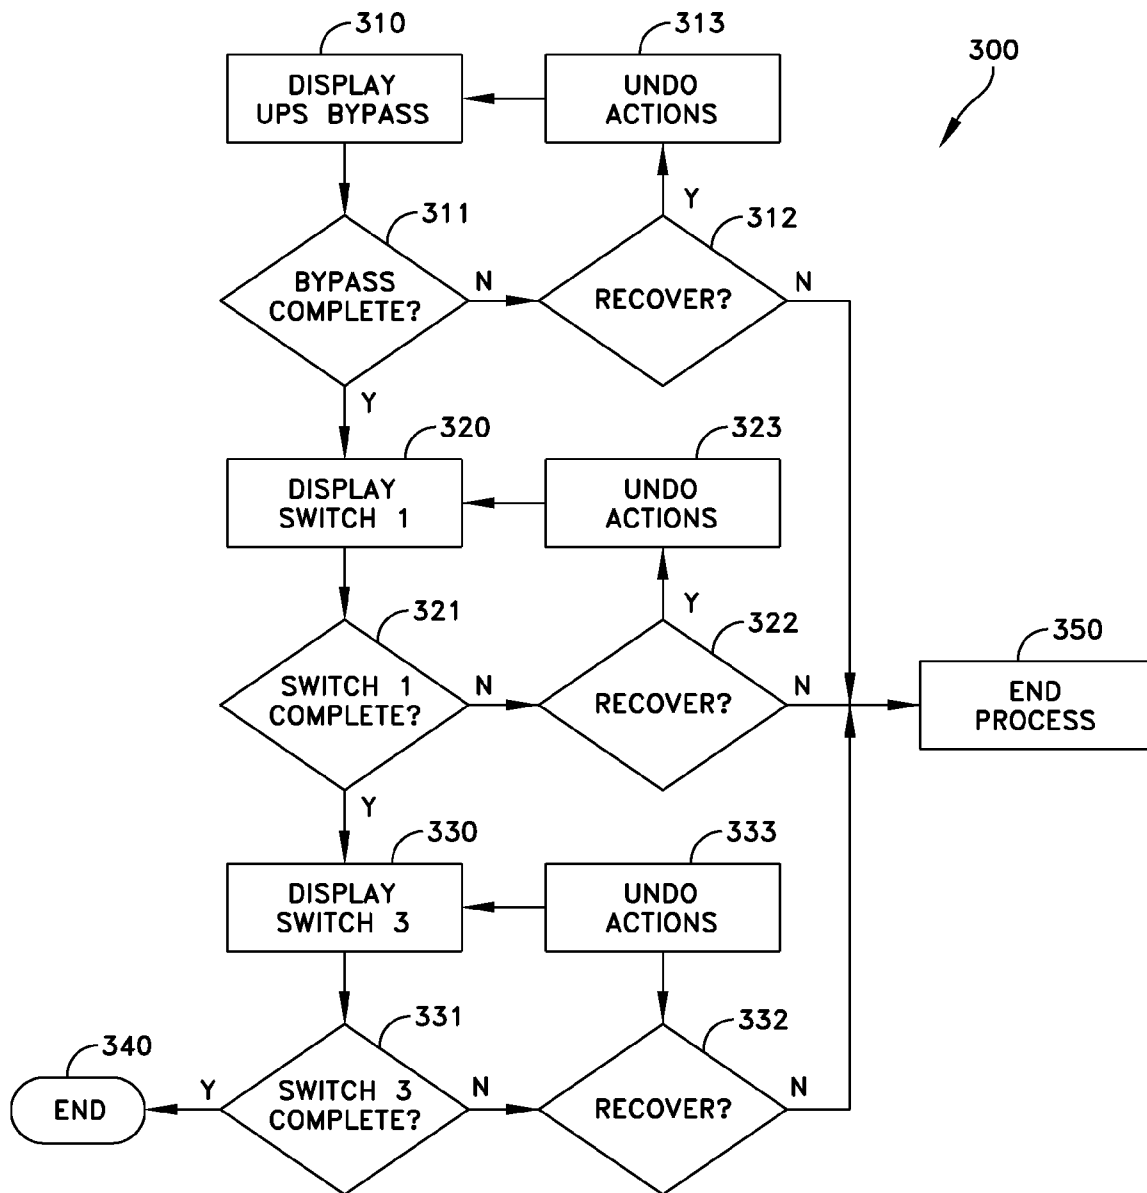 310
313
300
DISPLAY
UPS BYPASS
UNDO
ACTIONS
Y
311
312
BYPASS
COMPLETE?
N
RECOVER?
N
Y
320
323
DISPLAY
SWITCH 1
UNDO
ACTIONS
Y
321
322
350
SWITCH 1
COMPLETE?
N
RECOVER?
N
END
PROCESS
Y
330
333
DISPLAY
SWITCH 3
UNDO
ACTIONS
331
332
340
END
Y
SWITCH 3
COMPLETE?
N
RECOVER?
N